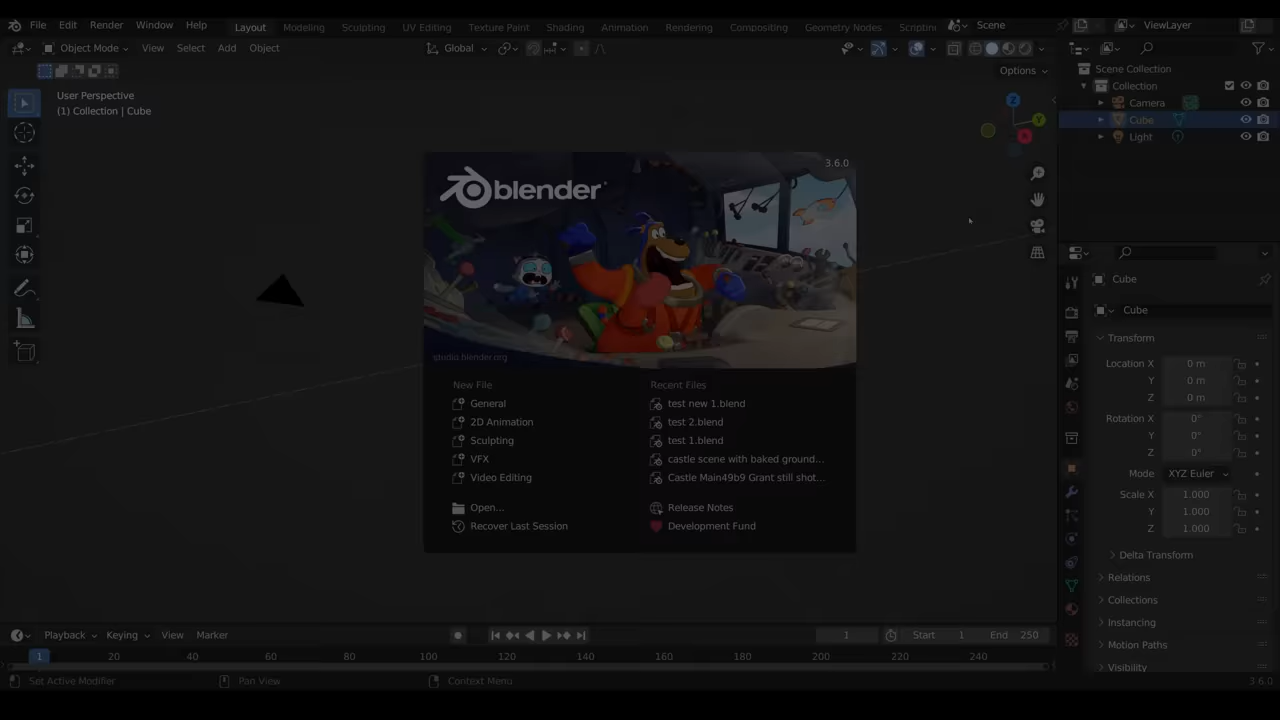 File Edit Render Window Help Layout Modeling Sculpting UV Editing Texture Paint Shading Animation Rendering Compositing Geometry Nodes Scriptin Scene ViewLayer
Object Mode View Select Add Object Global
Options
User Perspective
(1) Collection | Cube
Z
Y
X
Scene Collection
Collection
Camera
Cube
Light
3.6.0
blender
studio.blender.org
New File
General
2D Animation
Sculpting
VFX
Video Editing
Open...
Recover Last Session
Recent Files
test new 1.blend
test 2.blend
test 1.blend
castle scene with baked ground...
Castle Main49b9 Grant still shot...
Release Notes
Development Fund
Cube
Cube
Transform
Location X 0 m
Y 0 m
Z 0 m
Rotation X 0°
Y 0°
Z 0°
Mode XYZ Euler
Scale X 1.000
Y 1.000
Z 1.000
Delta Transform
Relations
Collections
Instancing
Motion Paths
Visibility
Playback Keying View Marker 1 Start 1 End 250
1 20 40 60 80 100 120 140 160 180 200 220 240
Set Active Modifier Pan View Context Menu 3.6.0